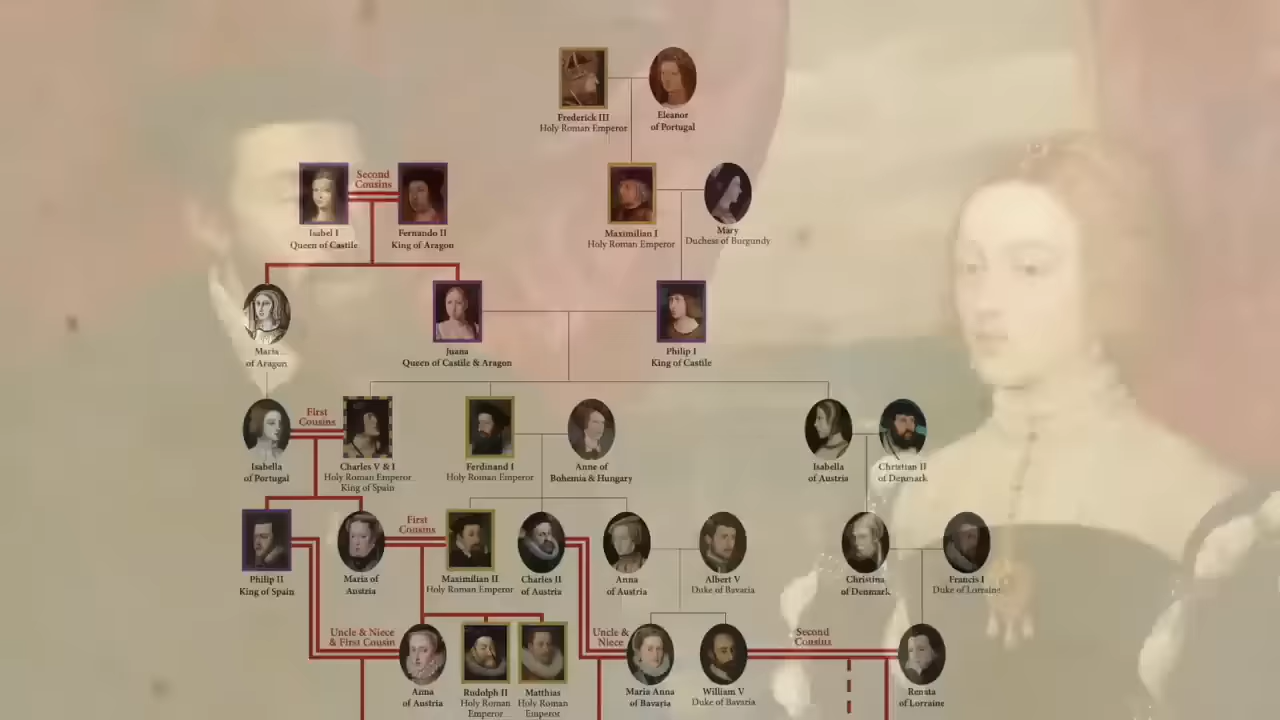 Frederick III
Holy Roman Emperor
Eleanor
of Portugal
Second
Cousins
Isabel I
Queen of Castile
Fernando II
King of Aragon
Maximilian I
Holy Roman Emperor
Mary
Duchess of Burgundy
Maria
of Aragon
Juana
Queen of Castile & Aragon
Philip I
King of Castile
First
Cousins
Isabella
of Portugal
Charles V & I
Holy Roman Emperor
King of Spain
Ferdinand I
Holy Roman Emperor
Anne of
Bohemia & Hungary
Isabella
of Austria
Christian II
of Denmark
First
Cousins
Philip II
King of Spain
Maria of
Austria
Maximilian II
Holy Roman Emperor
Charles II
of Austria
Anna
of Austria
Albert V
Duke of Bavaria
Christina
of Denmark
Francis I
Duke of Lorraine
Uncle & Niece
& First Cousin
Uncle &
Niece
Second
Cousins
Anna
of Austria
Rudolph II
Holy Roman
Emperor
Matthias
Holy Roman
Emperor
Maria Anna
of Bavaria
William V
Duke of Bavaria
Renata
of Lorraine